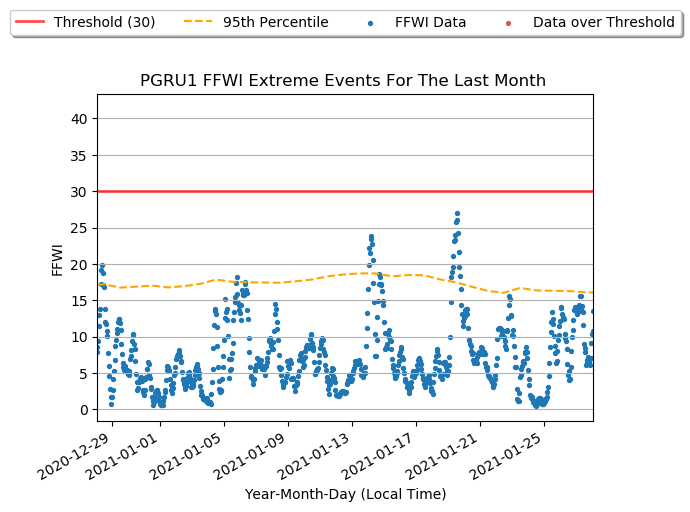 Threshold (30) 95th Percentile FFWI Data Data over Threshold
PGRU1 FFWI Extreme Events For The Last Month
40
35
30
25
20
15
10
5
0
FFWI
2020-12-29 2021-01-01 2021-01-05 2021-01-09 2021-01-13 2021-01-17 2021-01-21 2021-01-25
Year-Month-Day (Local Time)